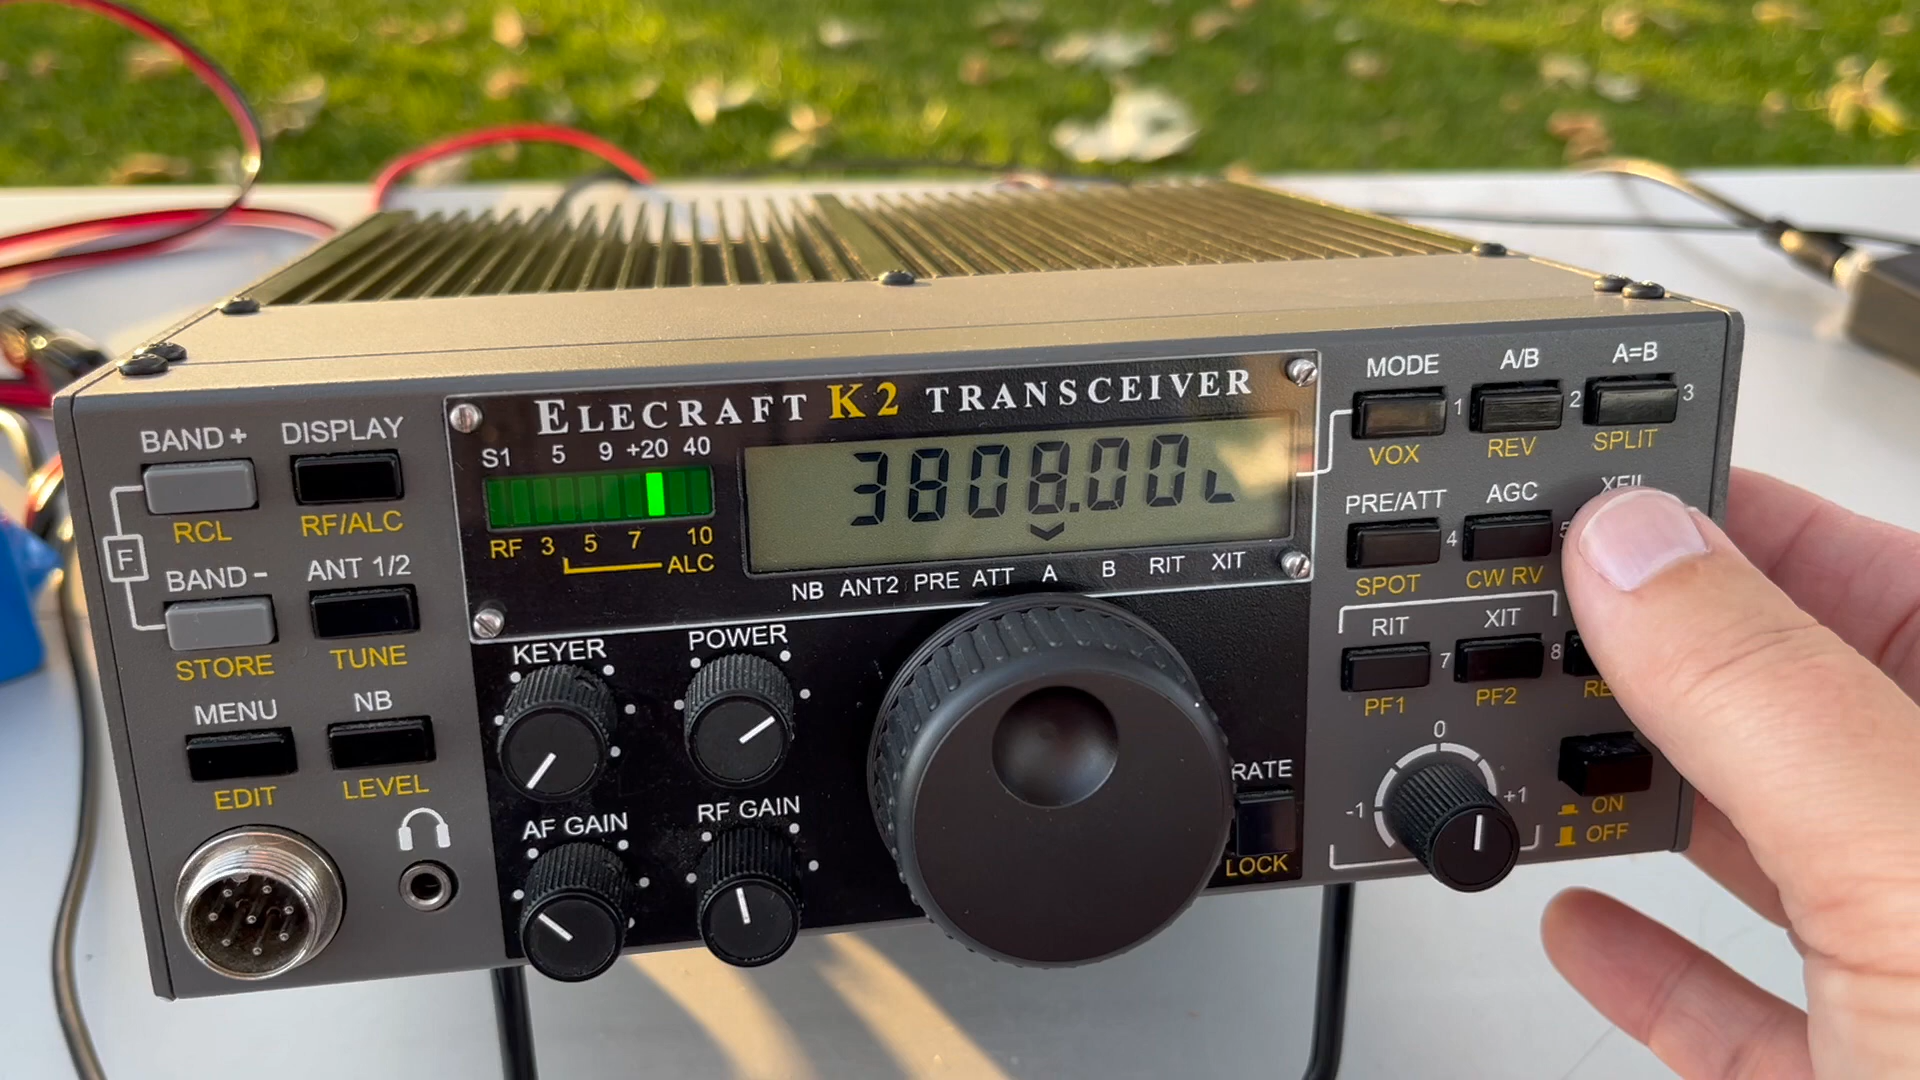 ELECRAFT K2 TRANSCEIVER
S1 5 9 +20 40
RF 3 5 7 10
ALC
3808.00L
NB ANT2 PRE ATT A B RIT XIT
BAND+
RCL
DISPLAY
RF/ALC
F
BAND-
STORE
ANT 1/2
TUNE
MENU
EDIT
NB
LEVEL
KEYER
POWER
AF GAIN
RF GAIN
RATE
LOCK
MODE
1
VOX
A/B
2
REV
A=B
3
SPLIT
PRE/ATT
4
SPOT
AGC
5
CW RV
RIT
7
PF1
XIT
8
PF2
0
-1
+1
ON
OFF